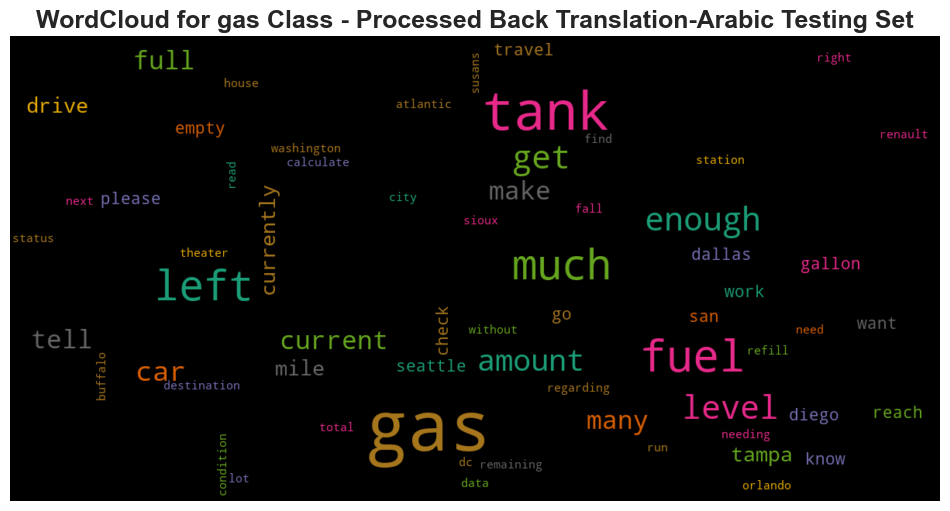 WordCloud for gas Class - Processed Back Translation-Arabic Testing Set
full
travel
right
house
susans
drive
atlantic
tank
empty
find
renault
washington
get
calculate
station
read
make
next
please
city
currently
fall
sioux
enough
status
theater
dallas
much
gallon
left
work
go
san
want
check
without
need
tell
current
fuel
refill
buffalo
car
mile
seattle
amount
destination
regarding
level
gas
many
diego
reach
total
needing
run
tampa
know
condition
lot
dc
remaining
data
orlando